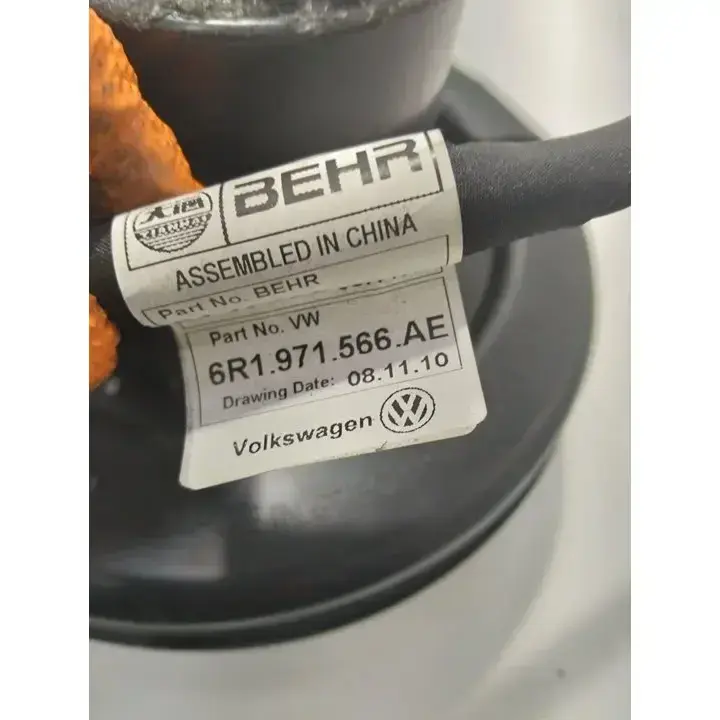 BEHR
ASSEMBLED IN CHINA
Part No. BEHR
Part No. VW
6R1.971.566.AE
Drawing Date: 08.11.10
Volkswagen